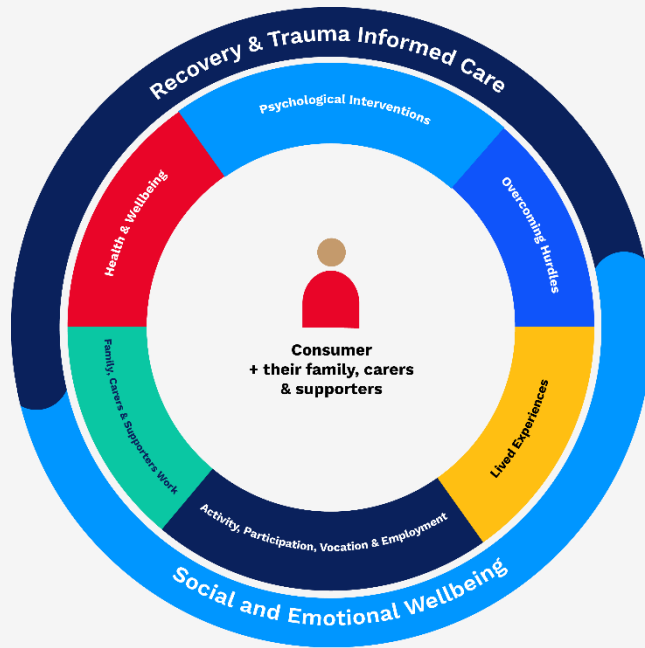 Recovery & Trauma Informed Care
Psychological Interventions
Health & Wellbeing
Overcoming Hurdles
Consumer
+ their family, carers
& supporters
Family, Carers & Supporters Work
Lived Experiences
Activity, Participation, Vocation & Employment
Social and Emotional Wellbeing